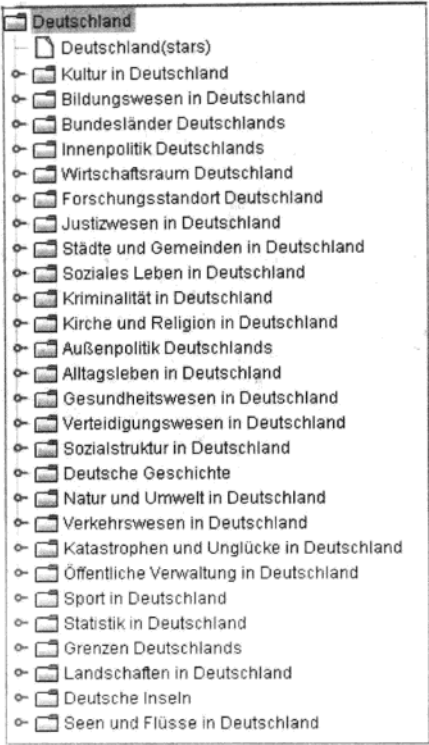 Deutschland
Deutschland(stars)
Kultur in Deutschland
Bildungswesen in Deutschland
Bundesländer Deutschlands
Innenpolitik Deutschlands
Wirtschaftsraum Deutschland
Forschungsstandort Deutschland
Justizwesen in Deutschland
Städte und Gemeinden in Deutschland
Soziales Leben in Deutschland
Kriminalität in Deutschland
Kirche und Religion in Deutschland
Außenpolitik Deutschlands
Alltagsleben in Deutschland
Gesundheitswesen in Deutschland
Verteidigungswesen in Deutschland
Sozialstruktur in Deutschland
Deutsche Geschichte
Natur und Umwelt in Deutschland
Verkehrswesen in Deutschland
Katastrophen und Unglücke in Deutschland
Öffentliche Verwaltung in Deutschland
Sport in Deutschland
Statistik in Deutschland
Grenzen Deutschlands
Landschaften in Deutschland
Deutsche Inseln
Seen und Flüsse in Deutschland